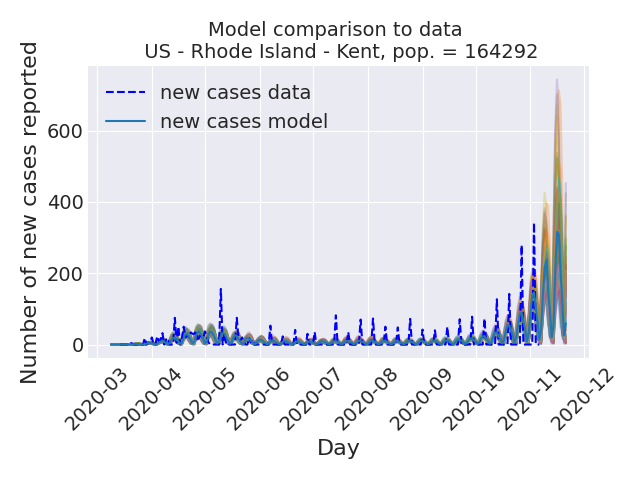 Model comparison to data
US - Rhode Island - Kent, pop. = 164292
Number of new cases reported
600
400
200
0
new cases data
new cases model
2020-03
2020-04
2020-05
2020-06
2020-07
2020-08
2020-09
2020-10
2020-11
2020-12
Day